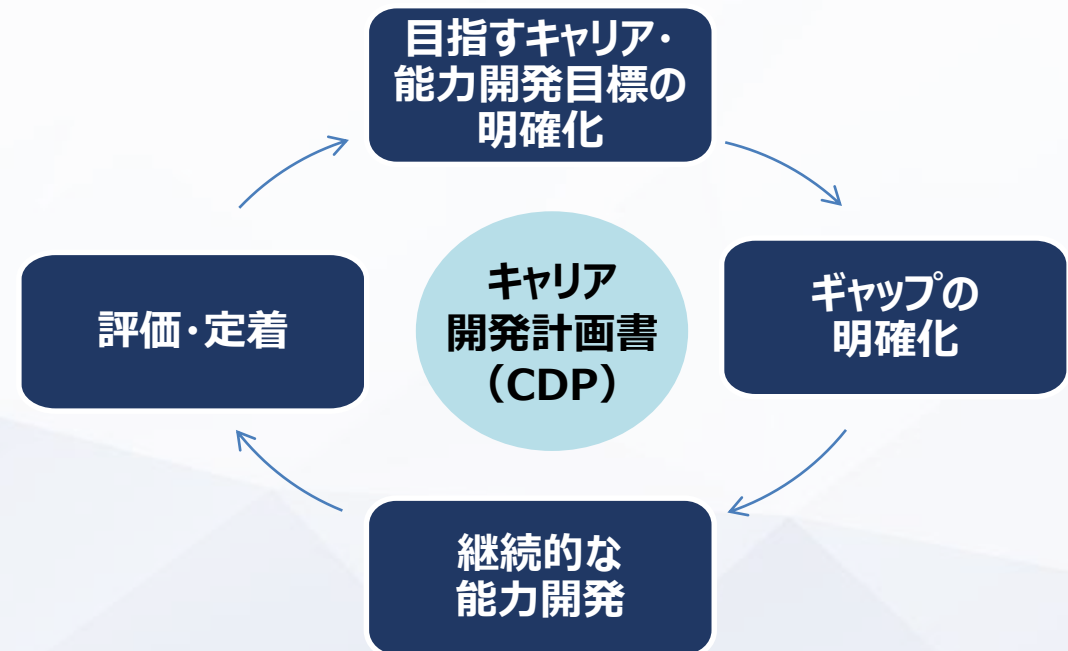 目指すキャリア・
能力開発目標の
明確化
評価・定着
キャリア
開発計画書
（CDP）
ギャップの
明確化
継続的な
能力開発